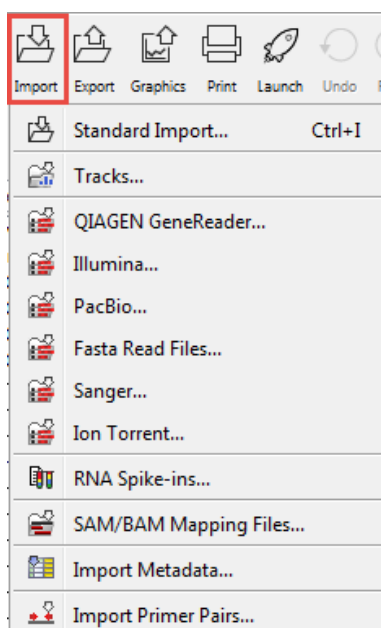 Import Export Graphics Print Launch Undo
Standard Import... Ctrl+I
Tracks...
QIAGEN GeneReader...
Illumina...
PacBio...
Fasta Read Files...
Sanger...
Ion Torrent...
RNA Spike-ins...
SAM/BAM Mapping Files...
Import Metadata...
Import Primer Pairs...